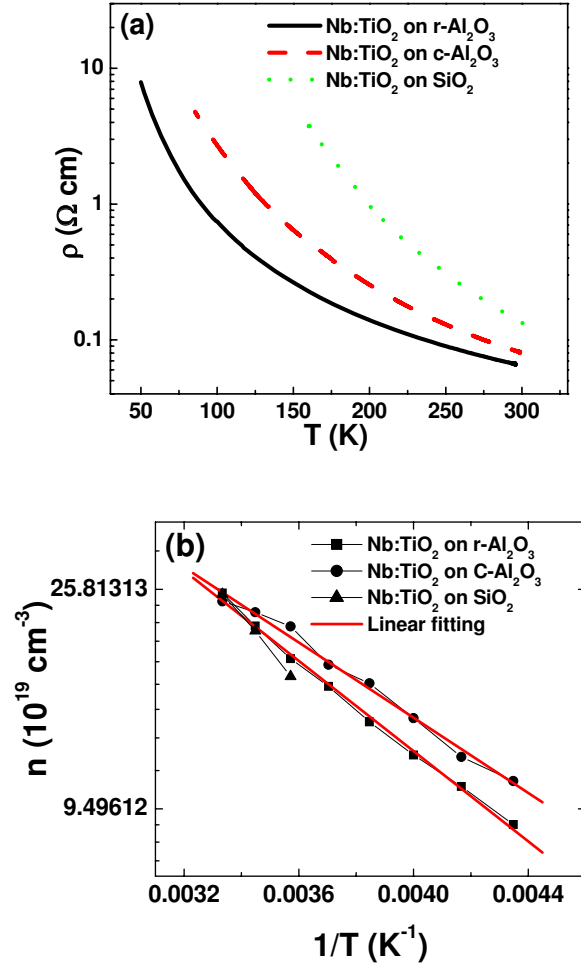 (a)
Nb:TiO₂ on r-Al₂O₃
Nb:TiO₂ on c-Al₂O₃
Nb:TiO₂ on SiO₂
10
1
0.1
ρ (Ω cm)
50 100 150 200 250 300
T (K)
(b)
Nb:TiO₂ on r-Al₂O₃
Nb:TiO₂ on C-Al₂O₃
Nb:TiO₂ on SiO₂
Linear fitting
25.81313
9.49612
n (10¹⁹ cm⁻³)
0.0032 0.0036 0.0040 0.0044
1/T (K⁻¹)